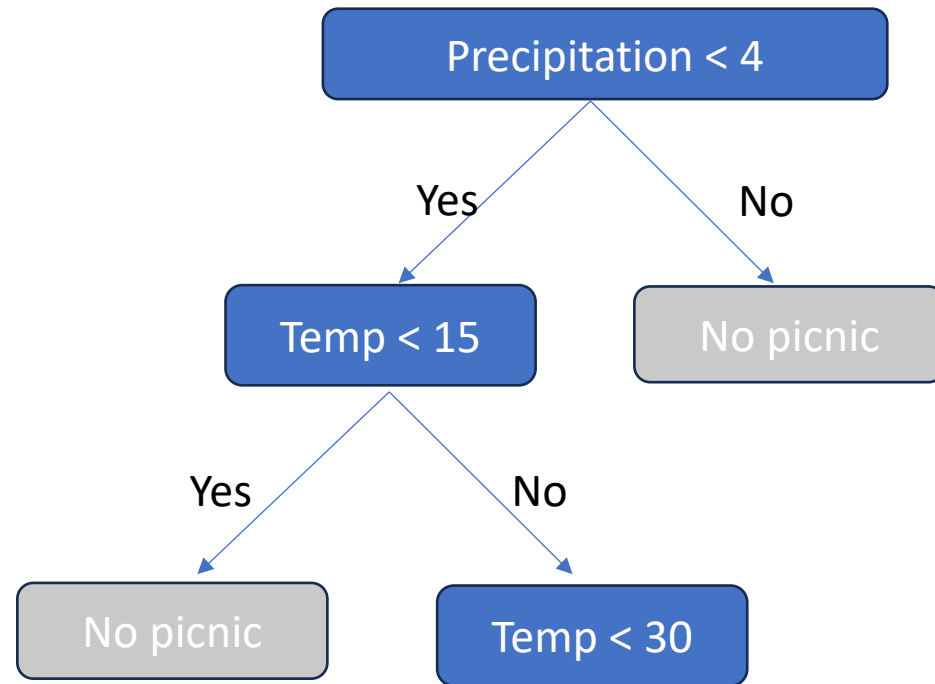 Precipitation < 4
Yes
No
Temp < 15
No picnic
Yes
No
No picnic
Temp < 30